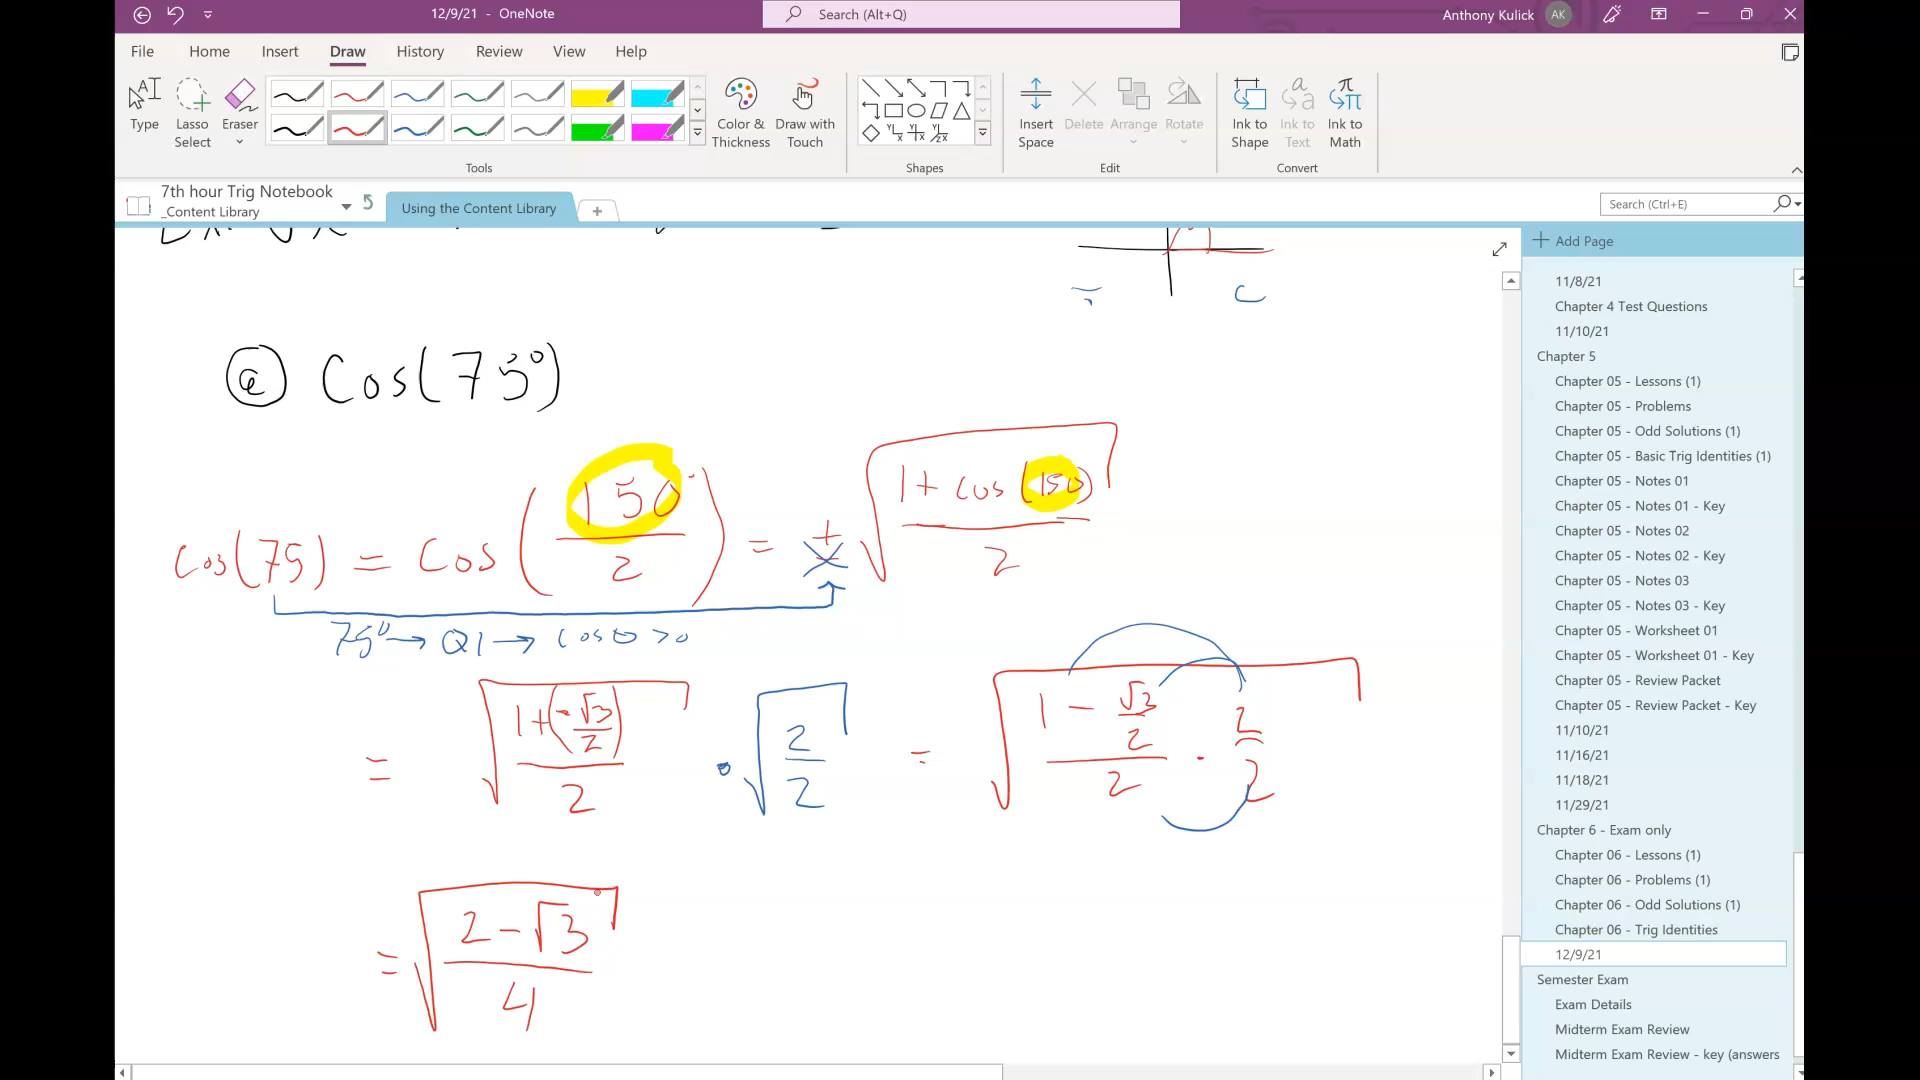 12/9/21 - OneNote
Search (Alt+Q)
Anthony Kulick AK
File Home Insert Draw History Review View Help
Type
Lasso Select
Eraser
Color & Thickness
Draw with Touch
Insert Space
Delete
Arrange
Rotate
Ink to Shape
Ink to Text
Ink to Math
Tools Shapes Edit Convert
7th hour Trig Notebook
_Content Library
Using the Content Library
Search (Ctrl+E)
Add Page
11/8/21
Chapter 4 Test Questions
11/10/21
Chapter 5
Chapter 05 - Lessons (1)
Chapter 05 - Problems
Chapter 05 - Odd Solutions (1)
Chapter 05 - Basic Trig Identities (1)
Chapter 05 - Notes 01
Chapter 05 - Notes 01 - Key
Chapter 05 - Notes 02
Chapter 05 - Notes 02 - Key
Chapter 05 - Notes 03
Chapter 05 - Notes 03 - Key
Chapter 05 - Worksheet 01
Chapter 05 - Worksheet 01 - Key
Chapter 05 - Review Packet
Chapter 05 - Review Packet - Key
11/10/21
11/16/21
11/18/21
11/29/21
Chapter 6 - Exam only
Chapter 06 - Lessons (1)
Chapter 06 - Problems (1)
Chapter 06 - Odd Solutions (1)
Chapter 06 - Trig Identities
12/9/21
Semester Exam
Exam Details
Midterm Exam Review
Midterm Exam Review - key (answers
Cos(75°)
Cos(75) = Cos(150°/2) = ±√((1 + cos(150))/2)
75° → Q1 → cosθ >0
= √((1+(-√3/2))/2) · √(2/2) = √((1 - √3/2)/2 · 2/2)
= √((2-√3)/4)